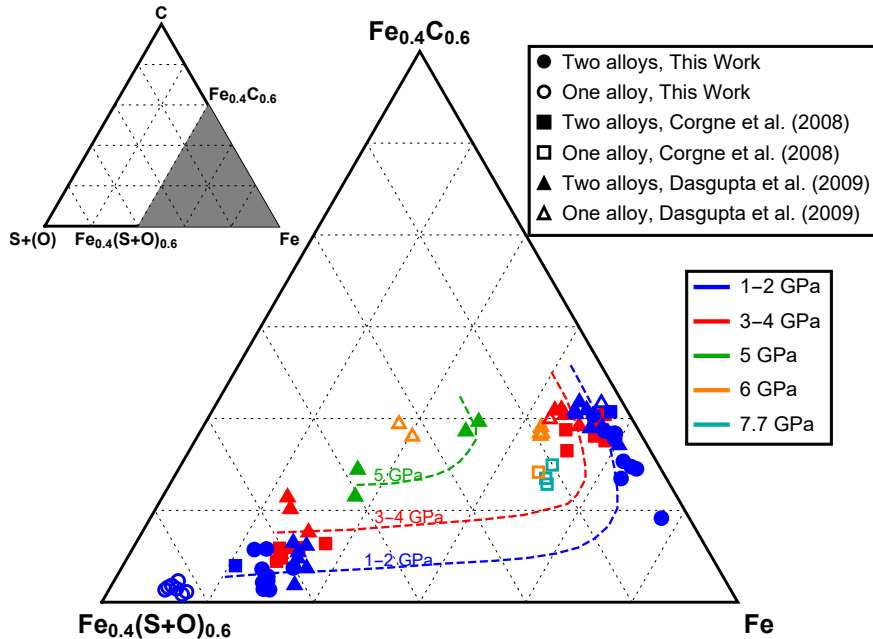 C
Fe0.4C0.6
S+(O)
Fe0.4(S+O)0.6
Fe
Fe0.4C0.6
Two alloys, This Work
One alloy, This Work
Two alloys, Corgne et al. (2008)
One alloy, Corgne et al. (2008)
Two alloys, Dasgupta et al. (2009)
One alloy, Dasgupta et al. (2009)
1−2 GPa
3−4 GPa
5 GPa
6 GPa
7.7 GPa
5 GPa
3−4 GPa
1−2 GPa
Fe0.4(S+O)0.6
Fe